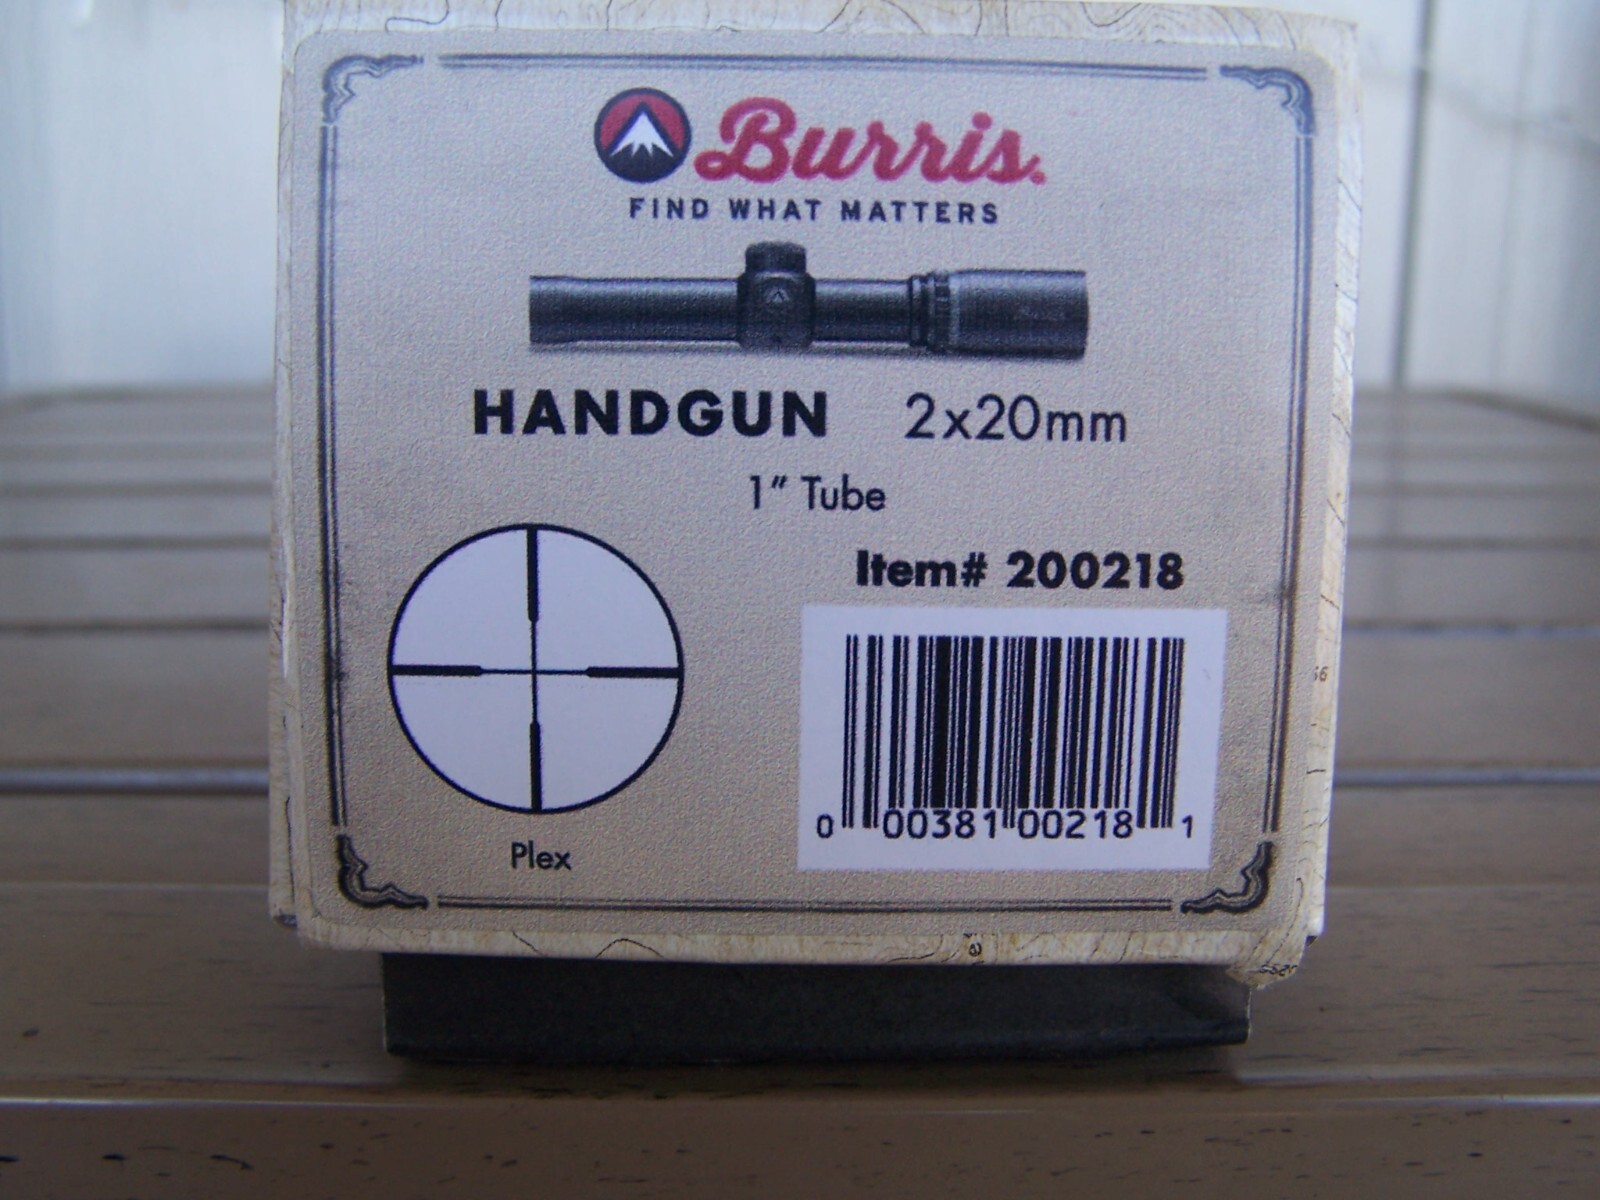 Burris.
FIND WHAT MATTERS
HANDGUN 2x20mm
1" Tube
Item# 200218
0 00381 00218 1
Plex